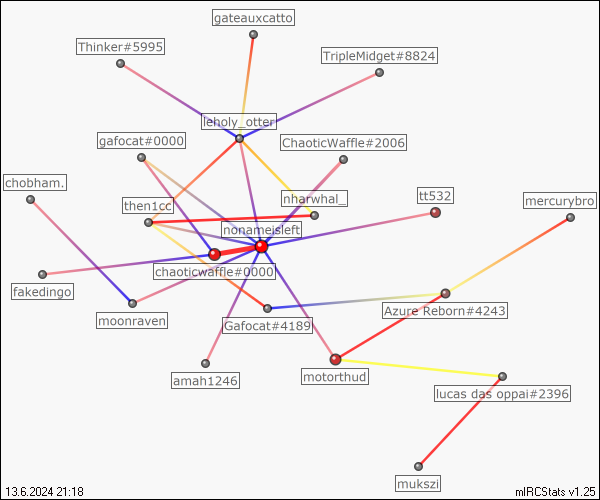 gateauxcatto
Thinker#5995
TripleMidget#8824
leholy_otter
gafocat#0000
ChaoticWaffle#2006
chobham.
tt532
nharwhal_
mercurybro
then1cc
nonameisleft
chaoticwaffle#0000
fakedingo
Azure Reborn#4243
moonraven
Gafocat#4189
motorthud
amah1246
lucas das oppai#2396
mukszi
13.6.2024 21:18
mIRCStats v1.25